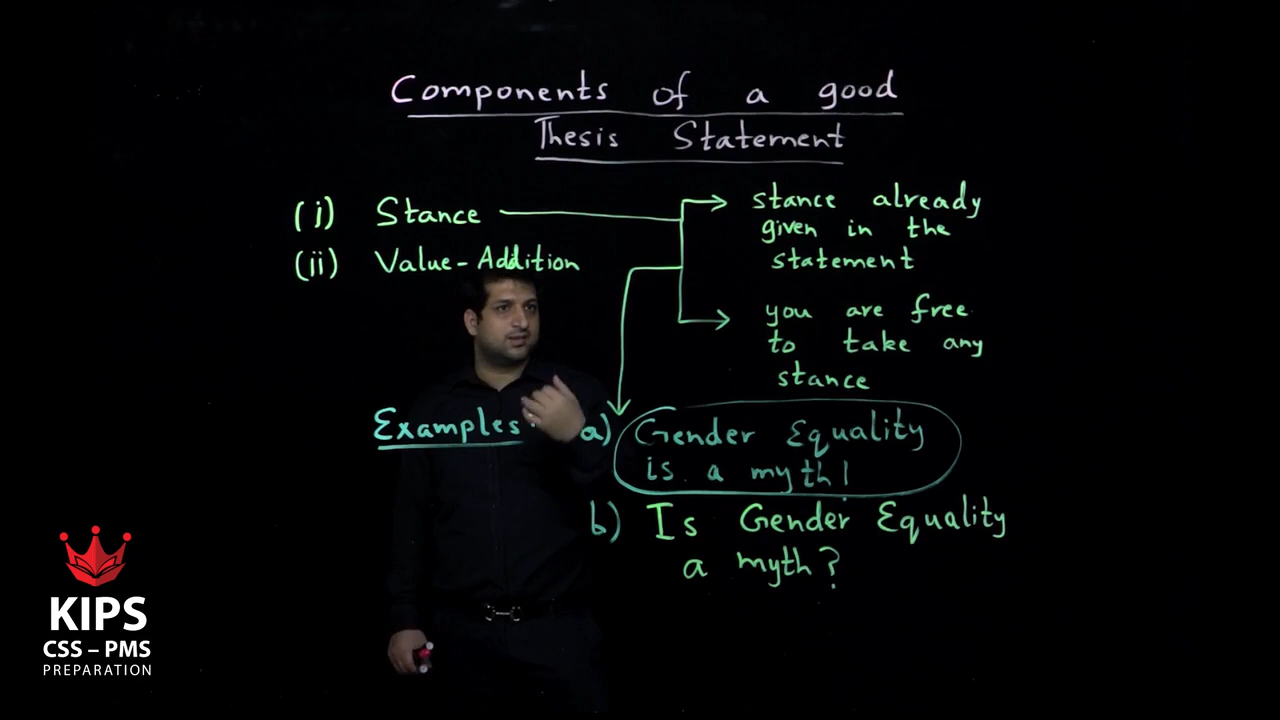 Components of a good
Thesis Statement
(i) Stance
(ii) Value-Addition
stance already
given in the
statement
you are free
to take any
stance
Examples: a) Gender Equality
is a myth!
b) Is Gender Equality
a myth?
KIPS
CSS – PMS
PREPARATION